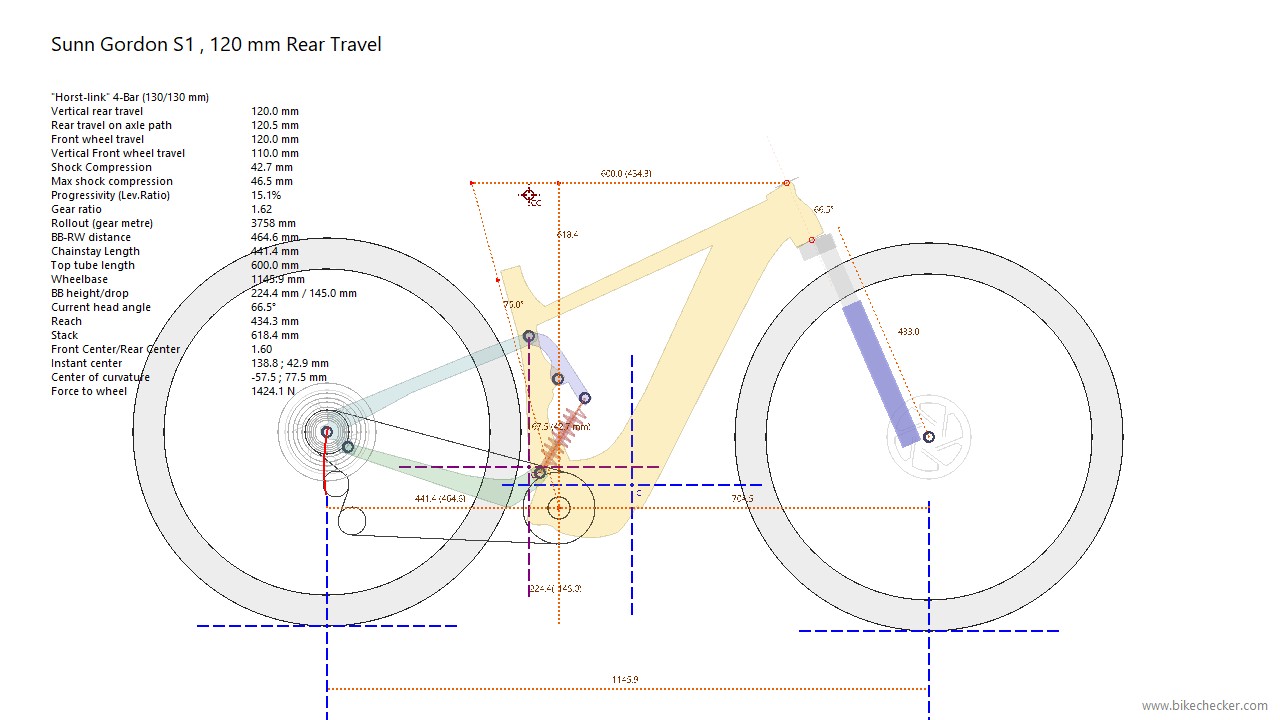 Sunn Gordon S1 , 120 mm Rear Travel
"Horst-link" 4-Bar (130/130 mm)
Vertical rear travel 120.0 mm
Rear travel on axle path 120.5 mm
Front wheel travel 120.0 mm
Vertical Front wheel travel 110.0 mm
Shock Compression 42.7 mm
Max shock compression 46.5 mm
Progressivity (Lev.Ratio) 15.1%
Gear ratio 1.62
Rollout (gear metre) 3758 mm
BB-RW distance 464.6 mm
Chainstay Length 441.4 mm
Top tube length 600.0 mm
Wheelbase 1145.9 mm
BB height/drop 224.4 mm / 145.0 mm
Current head angle 66.5°
Reach 434.3 mm
Stack 618.4 mm
Front Center/Rear Center 1.60
Instant center 138.8 ; 42.9 mm
Center of curvature -57.5 ; 77.5 mm
Force to wheel 1424.1 N
600.0 (434.3)
CC
66.5°
618.4
75.0°
433.0
67.5 (42.7 mm)
C
441.4 (464.6)
704.5
224.4( 145.0)
1145.9
www.bikechecker.com